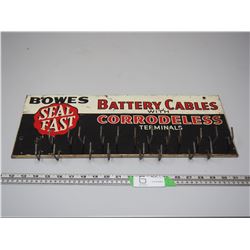 BOWES
SEAL
FAST
BATTERY CABLES
WITH
CORRODELESS
TERMINALS